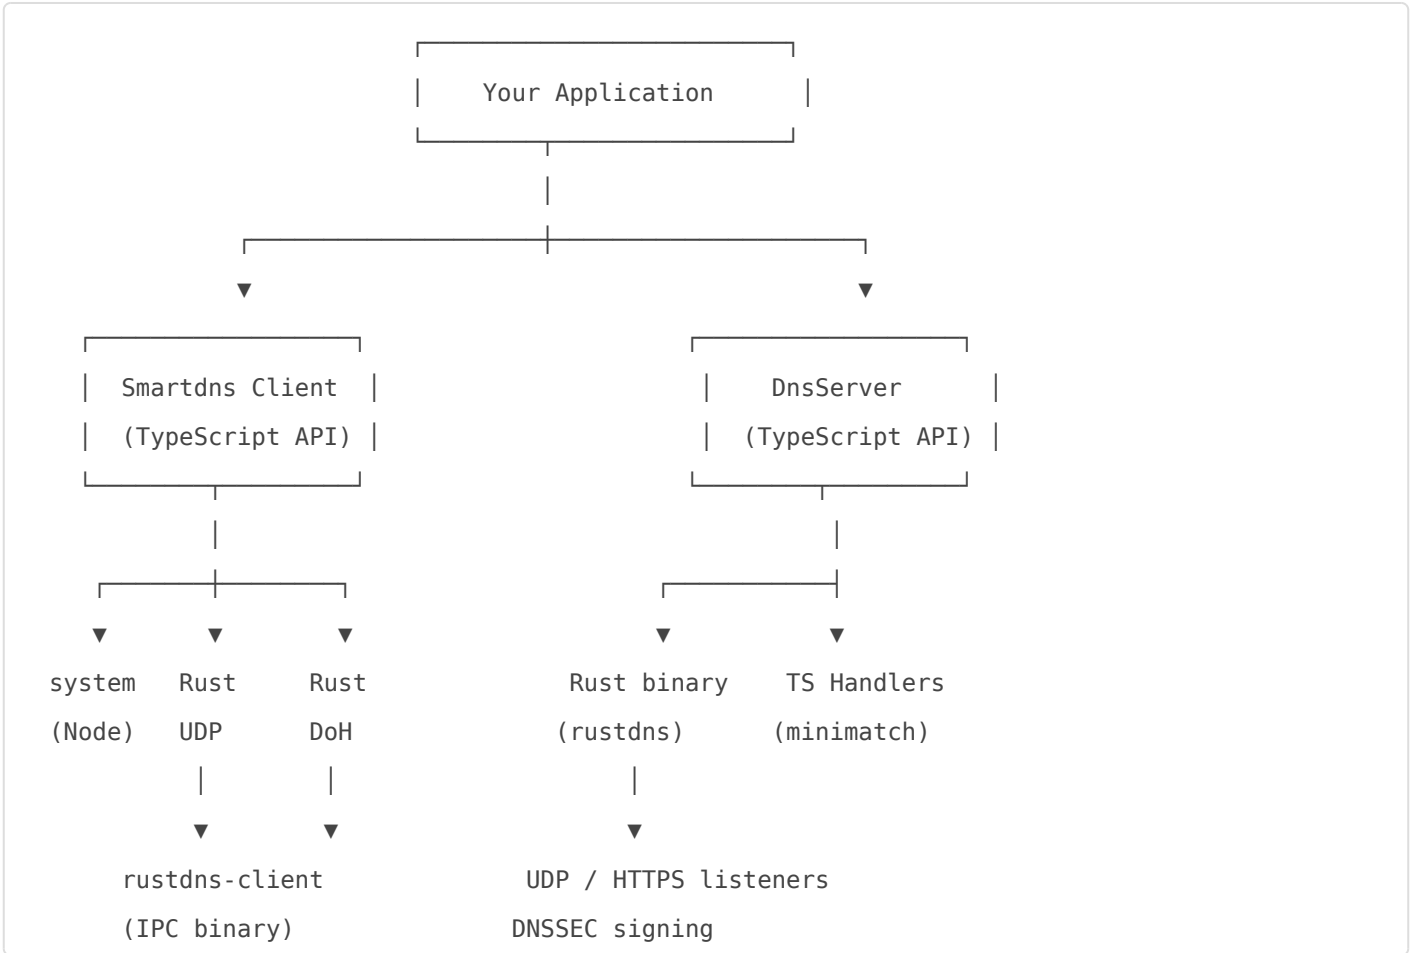 Your Application
Smartdns Client DnsServer
(TypeScript API) (TypeScript API)
system Rust Rust Rust binary TS Handlers
(Node) UDP DoH (rustdns) (minimatch)
rustdns-client UDP / HTTPS listeners
(IPC binary) DNSSEC signing